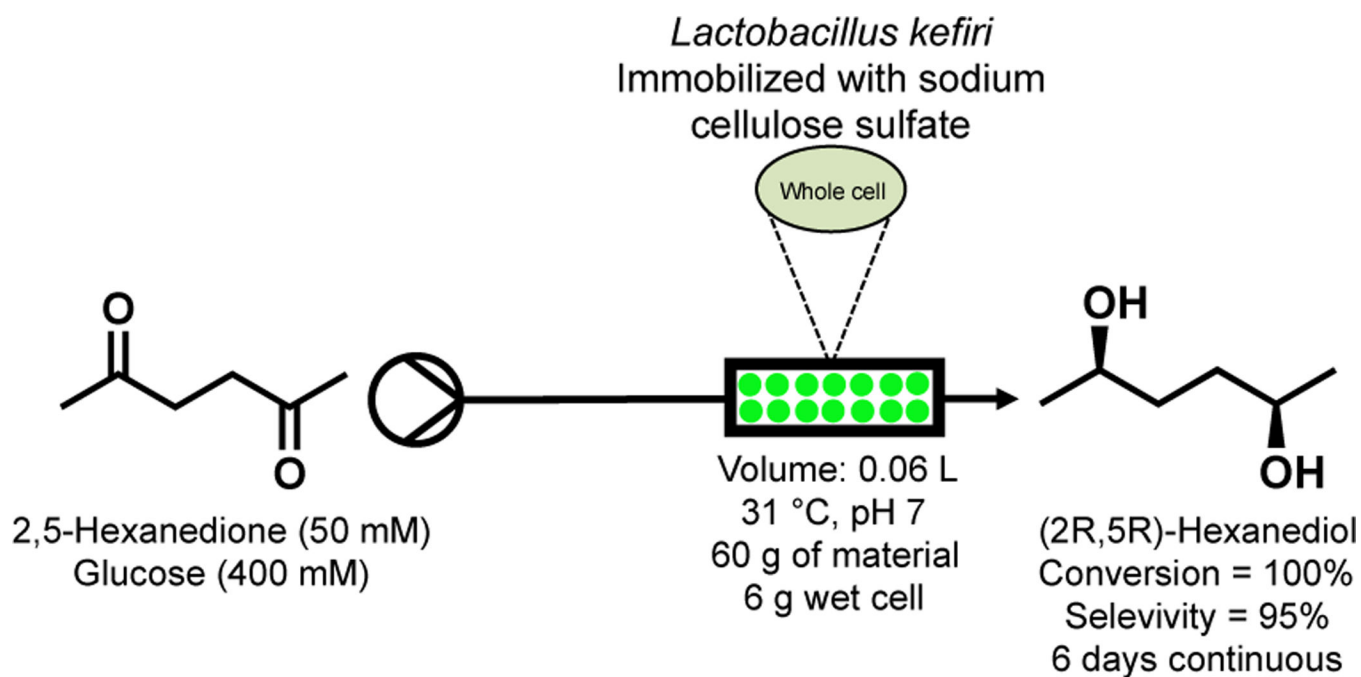 Lactobacillus kefiri
Immobilized with sodium
cellulose sulfate
Whole cell
O
O
2,5-Hexanedione (50 mM)
Glucose (400 mM)
Volume: 0.06 L
31 °C, pH 7
60 g of material
6 g wet cell
OH
OH
(2R,5R)-Hexanediol
Conversion = 100%
Selevivity = 95%
6 days continuous